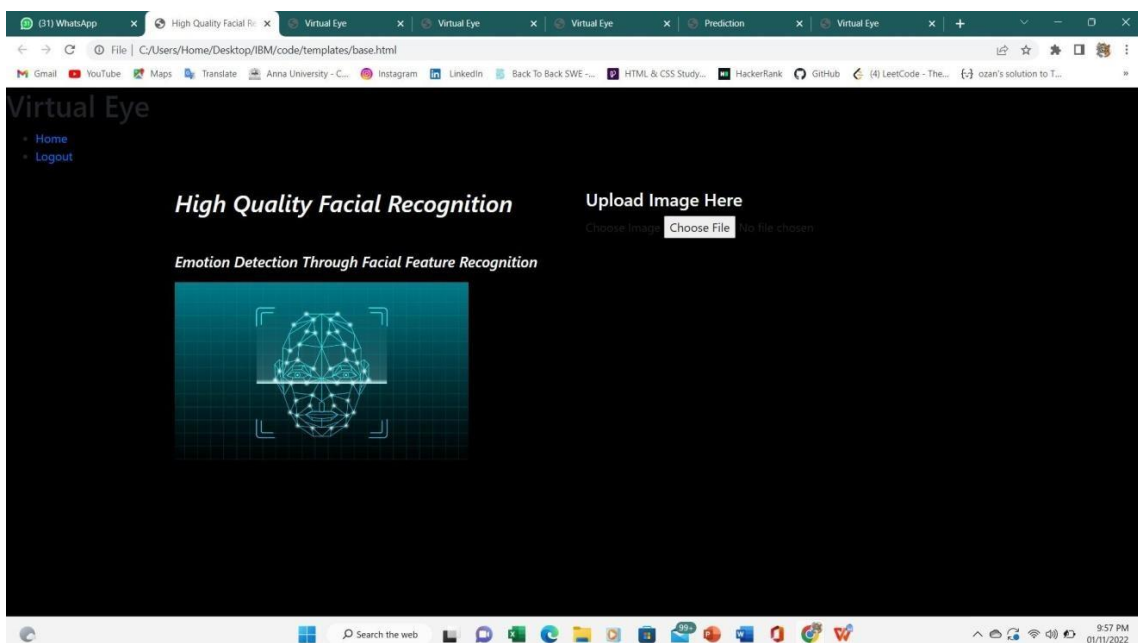 (31) WhatsApp
High Quality Facial Re
Virtual Eye
Virtual Eye
Virtual Eye
Prediction
Virtual Eye
File | C:/Users/Home/Desktop/IBM/code/templates/base.html
Gmail YouTube Maps Translate Anna University - C... Instagram LinkedIn Back To Back SWE -... HTML & CSS Study... HackerRank GitHub (4) LeetCode - The... ozan's solution to T...
Virtual Eye
Home
Logout
High Quality Facial Recognition
Emotion Detection Through Facial Feature Recognition
Upload Image Here
Choose Image Choose File No file chosen
Search the web
99+
9:57 PM
01/11/2022